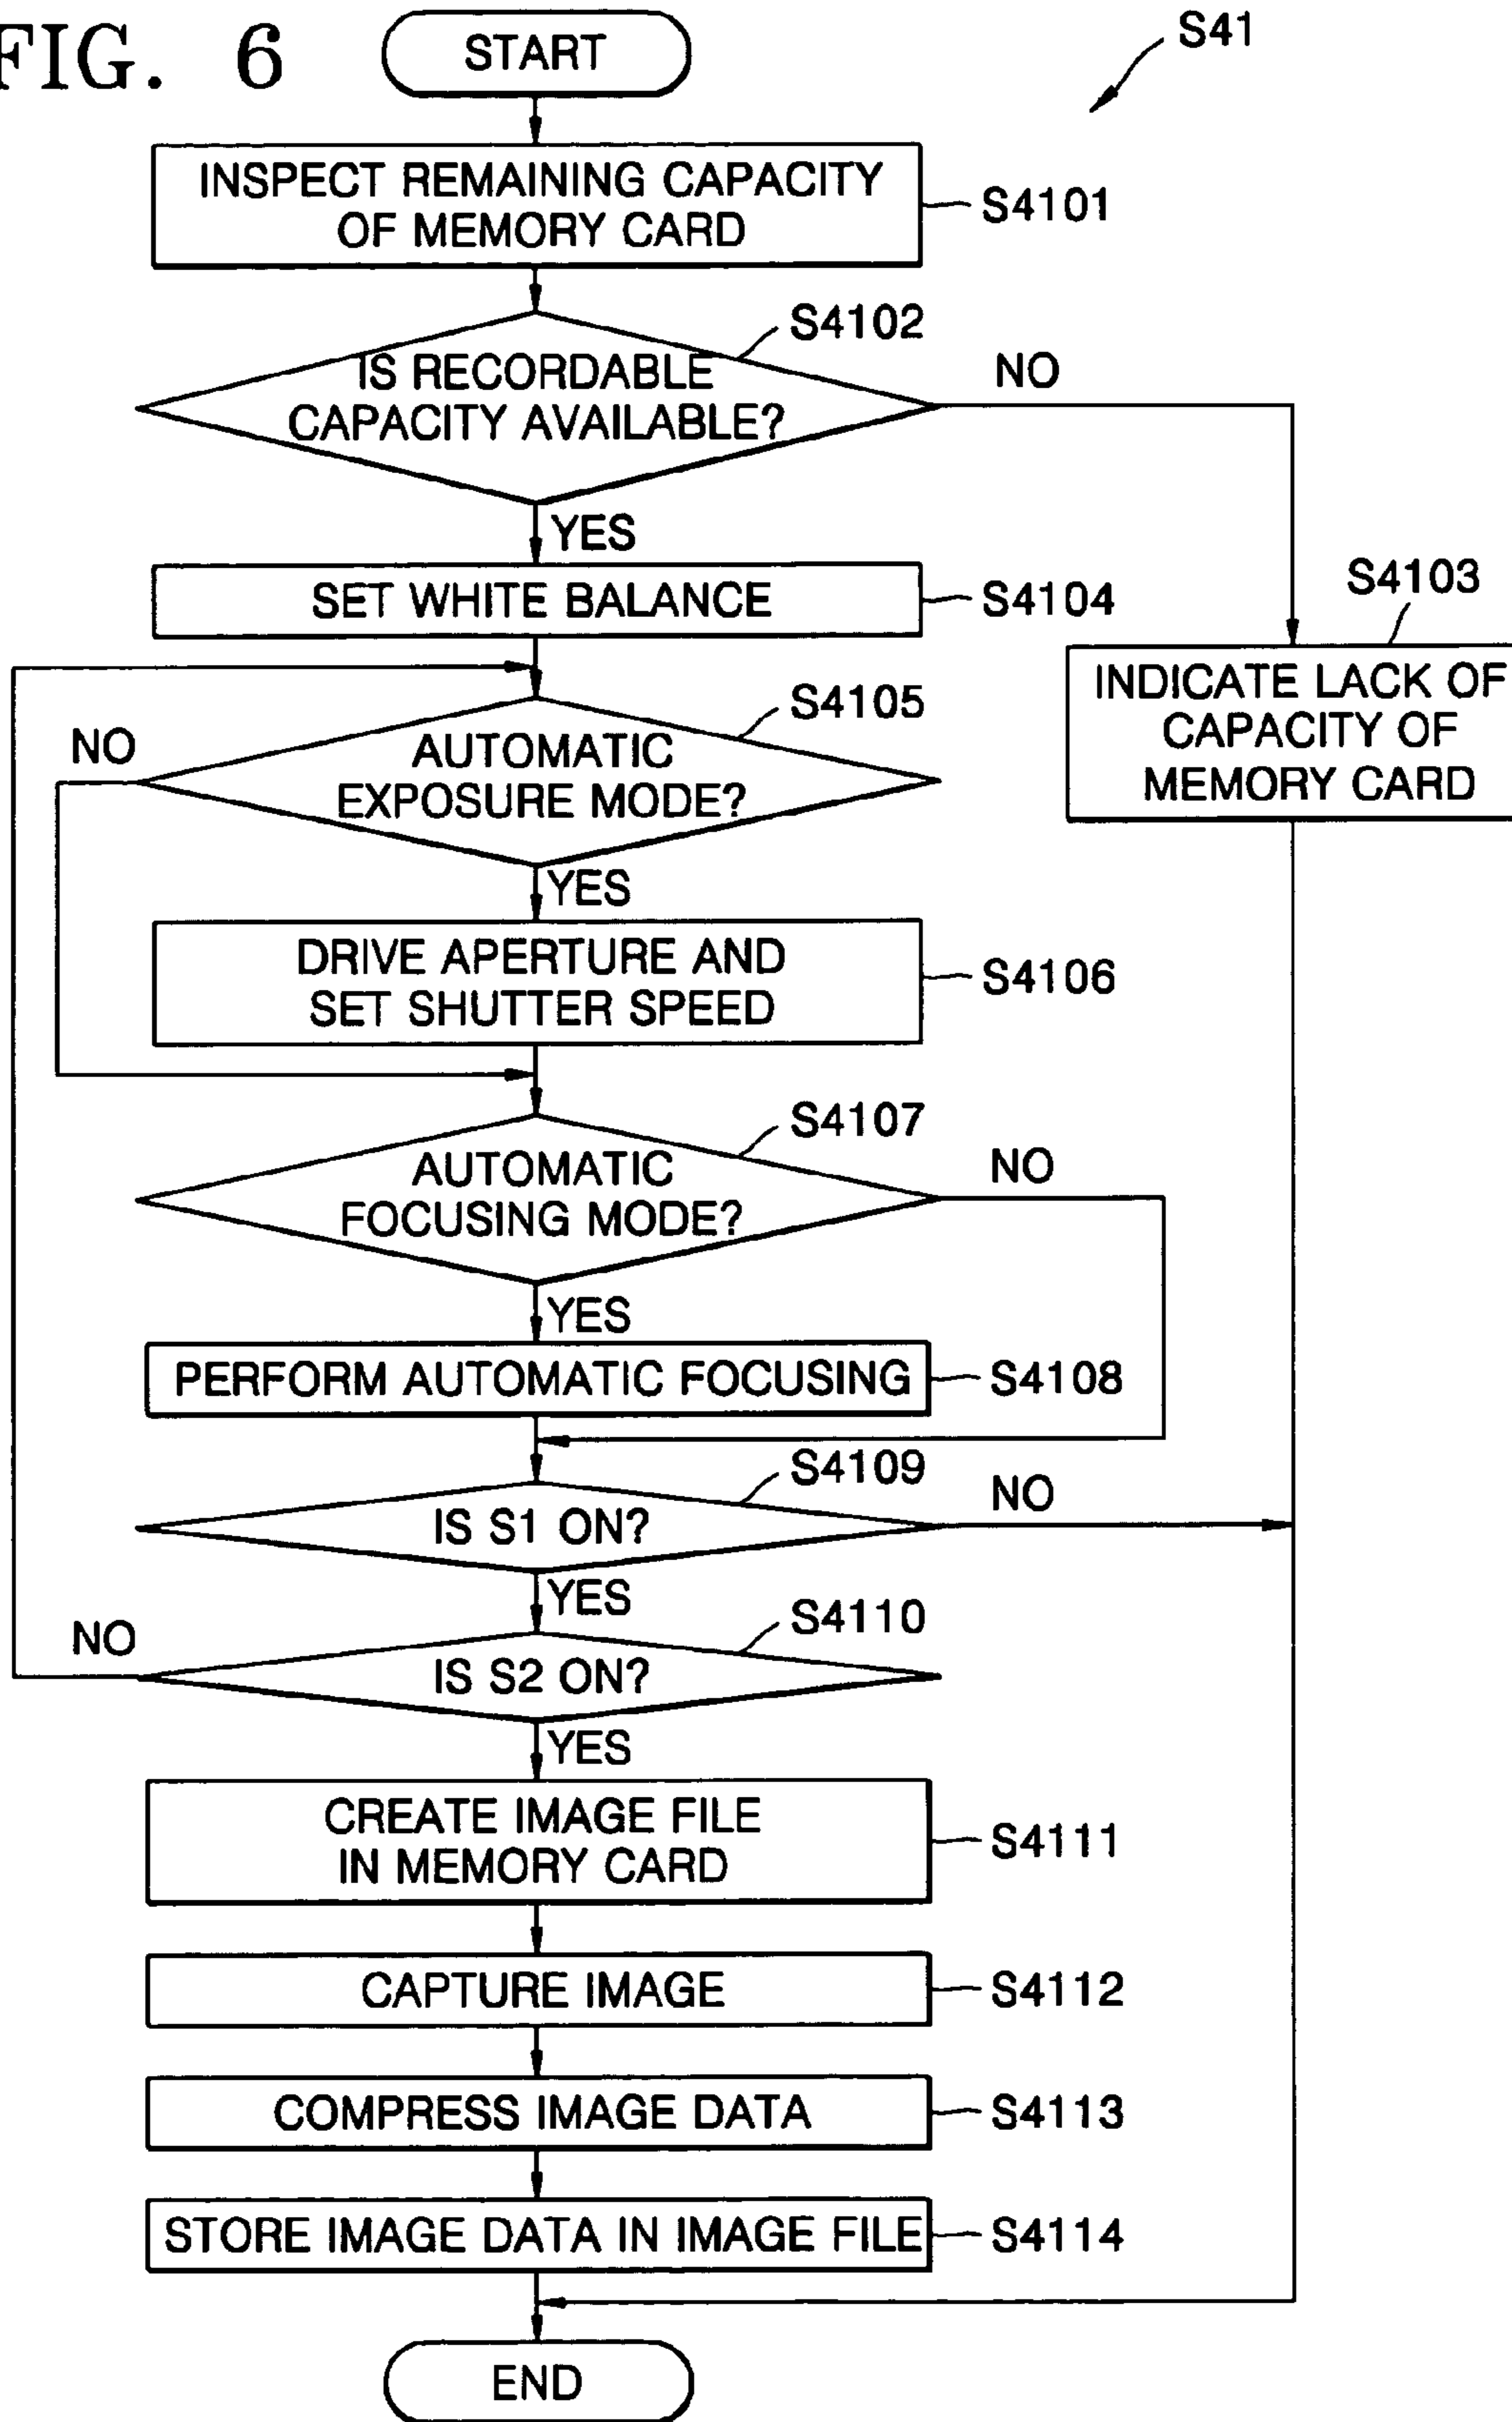 FIG. 6
START
S41
INSPECT REMAINING CAPACITY
OF MEMORY CARD
S4101
S4102
IS RECORDABLE
CAPACITY AVAILABLE?
NO
YES
SET WHITE BALANCE
S4104
S4103
INDICATE LACK OF
CAPACITY OF
MEMORY CARD
S4105
NO
AUTOMATIC
EXPOSURE MODE?
YES
DRIVE APERTURE AND
SET SHUTTER SPEED
S4106
S4107
AUTOMATIC
FOCUSING MODE?
NO
YES
PERFORM AUTOMATIC FOCUSING
S4108
S4109
IS S1 ON?
NO
YES
S4110
NO
IS S2 ON?
YES
CREATE IMAGE FILE
IN MEMORY CARD
S4111
CAPTURE IMAGE
S4112
COMPRESS IMAGE DATA
S4113
STORE IMAGE DATA IN IMAGE FILE
S4114
END